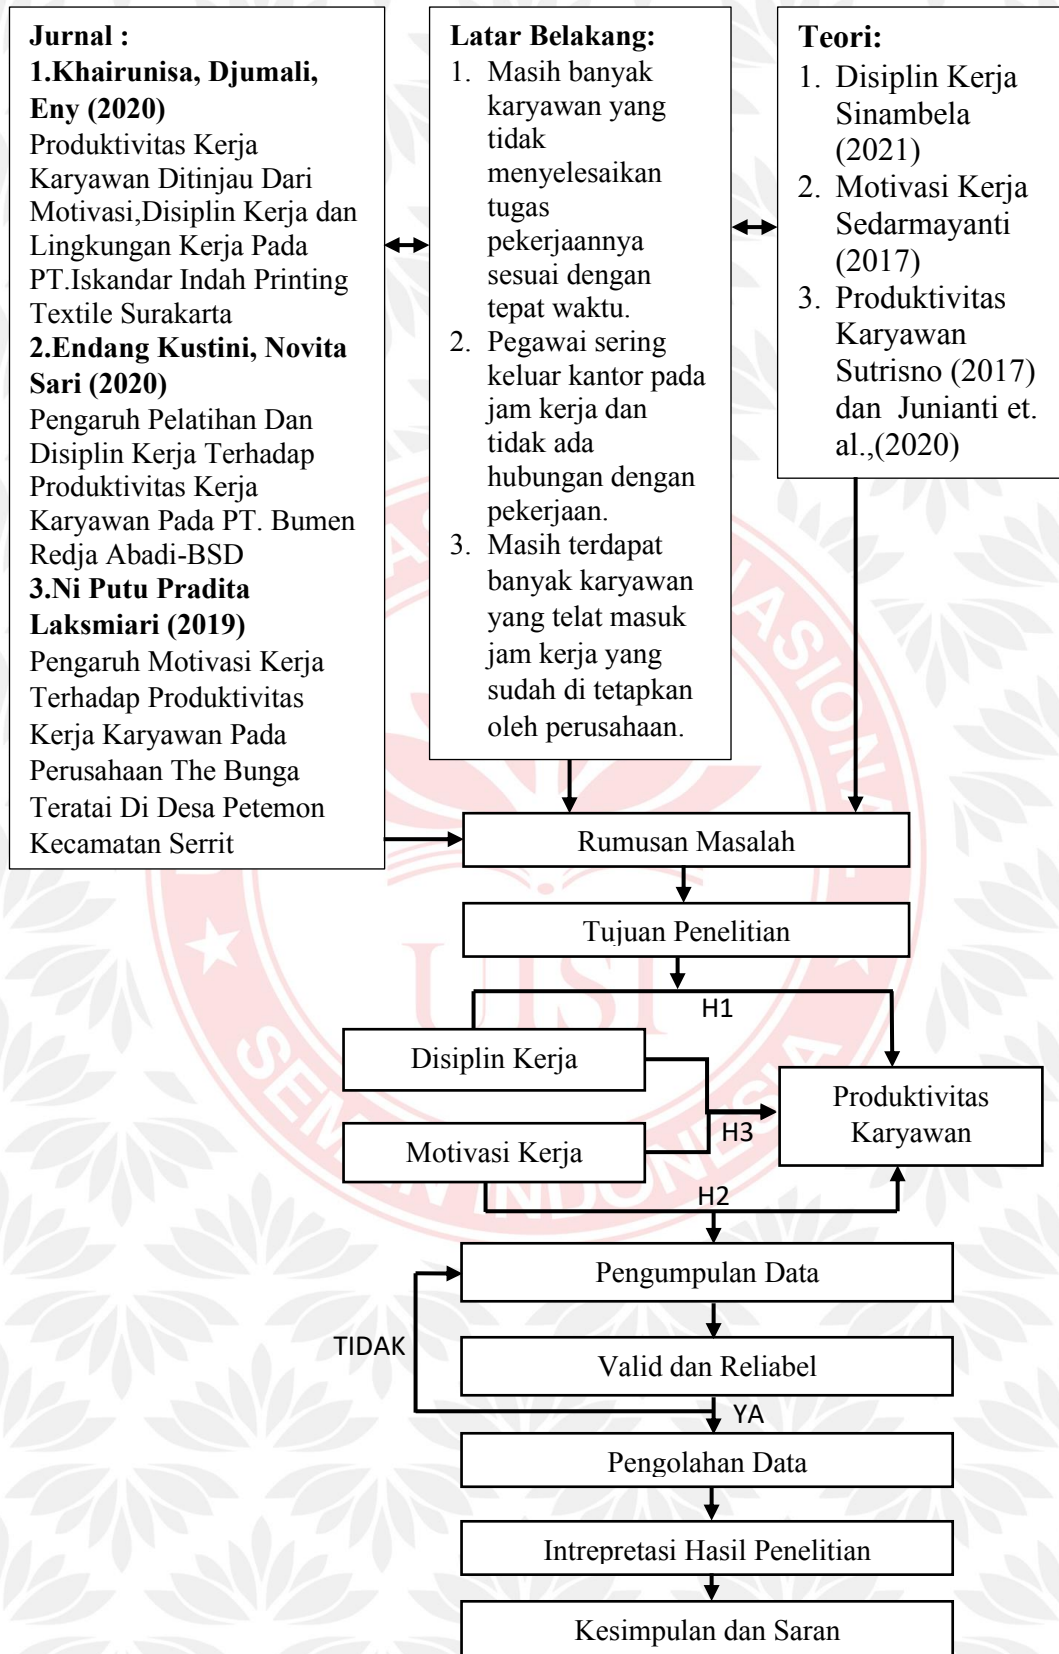 Jurnal :
1.Khairunisa, Djumali,
Eny (2020)
Produktivitas Kerja
Karyawan Ditinjau Dari
Motivasi,Disiplin Kerja dan
Lingkungan Kerja Pada
PT.Iskandar Indah Printing
Textile Surakarta
2.Endang Kustini, Novita
Sari (2020)
Pengaruh Pelatihan Dan
Disiplin Kerja Terhadap
Produktivitas Kerja
Karyawan Pada PT. Bumen
Redja Abadi-BSD
3.Ni Putu Pradita
Laksmiari (2019)
Pengaruh Motivasi Kerja
Terhadap Produktivitas
Kerja Karyawan Pada
Perusahaan The Bunga
Teratai Di Desa Petemon
Kecamatan Serrit
Latar Belakang:
1. Masih banyak
karyawan yang
tidak
menyelesaikan
tugas
pekerjaannya
sesuai dengan
tepat waktu.
2. Pegawai sering
keluar kantor pada
jam kerja dan
tidak ada
hubungan dengan
pekerjaan.
3. Masih terdapat
banyak karyawan
yang telat masuk
jam kerja yang
sudah di tetapkan
oleh perusahaan.
Teori:
1. Disiplin Kerja
Sinambela
(2021)
2. Motivasi Kerja
Sedarmayanti
(2017)
3. Produktivitas
Karyawan
Sutrisno (2017)
dan Junianti et.
al.,(2020)
Rumusan Masalah
Tujuan Penelitian
H1
Disiplin Kerja
Produktivitas
Karyawan
H3
Motivasi Kerja
H2
Pengumpulan Data
TIDAK
Valid dan Reliabel
YA
Pengolahan Data
Intrepretasi Hasil Penelitian
Kesimpulan dan Saran
UISI
SEMEN INDONESIA